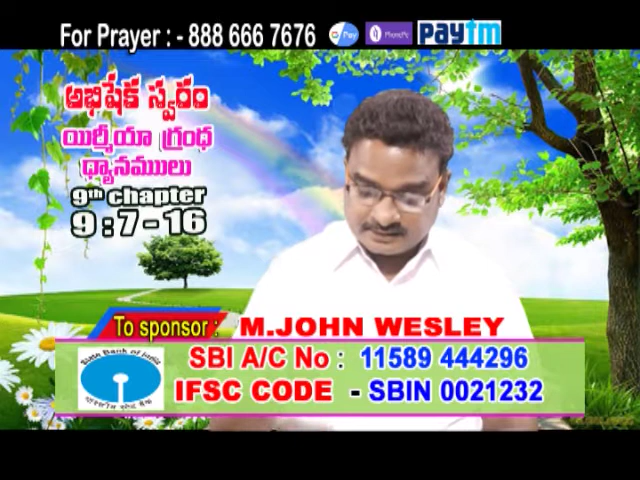 For Prayer : - 888 666 7676 Pay PhonePe paytm
అభిషేక స్వరం
యిర్మీయా గ్రంధ
ధ్యానములు
9th chapter
9 : 7 - 16
To sponsor : M.JOHN WESLEY
State Bank of India
SBI A/C No : 11589 444296
IFSC CODE - SBIN 0021232